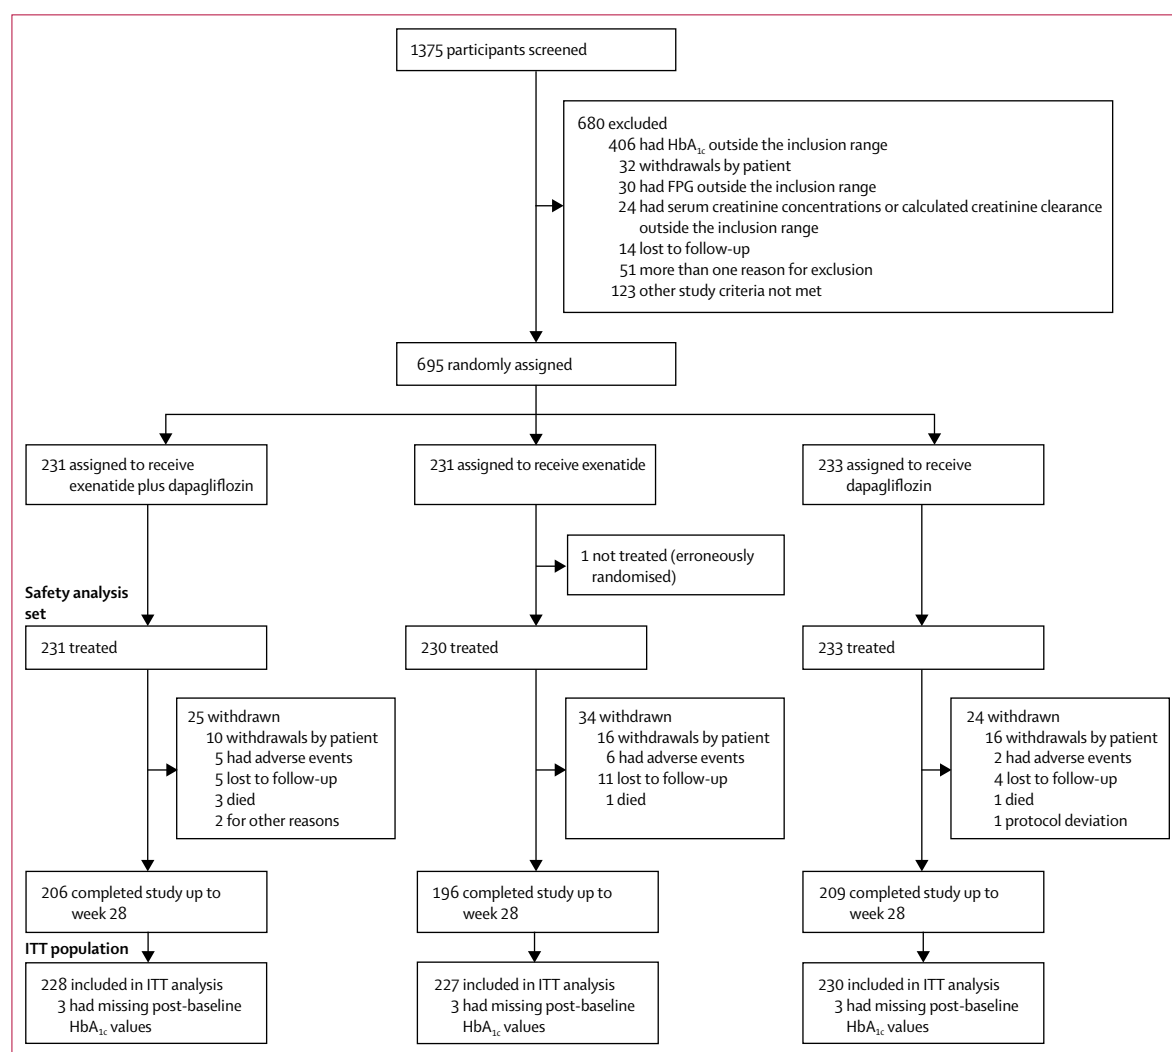 1375 participants screened
680 excluded
406 had HbA1c outside the inclusion range
32 withdrawals by patient
30 had FPG outside the inclusion range
24 had serum creatinine concentrations or calculated creatinine clearance
outside the inclusion range
14 lost to follow-up
51 more than one reason for exclusion
123 other study criteria not met
695 randomly assigned
231 assigned to receive
exenatide plus dapagliflozin
231 assigned to receive exenatide
233 assigned to receive
dapagliflozin
1 not treated (erroneously
randomised)
Safety analysis
set
231 treated
230 treated
233 treated
25 withdrawn
10 withdrawals by patient
5 had adverse events
5 lost to follow-up
3 died
2 for other reasons
34 withdrawn
16 withdrawals by patient
6 had adverse events
11 lost to follow-up
1 died
24 withdrawn
16 withdrawals by patient
2 had adverse events
4 lost to follow-up
1 died
1 protocol deviation
206 completed study up to
week 28
196 completed study up to
week 28
209 completed study up to
week 28
ITT population
228 included in ITT analysis
3 had missing post-baseline
HbA1c values
227 included in ITT analysis
3 had missing post-baseline
HbA1c values
230 included in ITT analysis
3 had missing post-baseline
HbA1c values